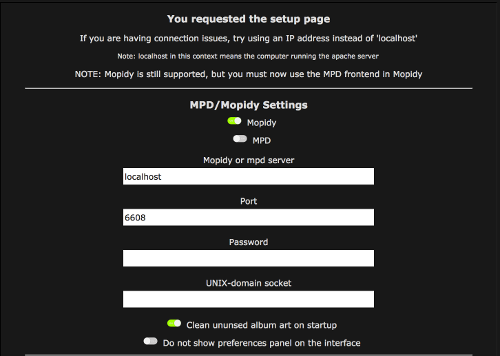 You requested the setup page
If you are having connection issues, try using an IP address instead of 'localhost'
Note: localhost in this context means the computer running the apache server
NOTE: Mopidy is still supported, but you must now use the MPD frontend in Mopidy
MPD/Mopidy Settings
Mopidy
MPD
Mopidy or mpd server
localhost
Port
6608
Password
UNIX-domain socket
Clean ununsed album art on startup
Do not show preferences panel on the interface